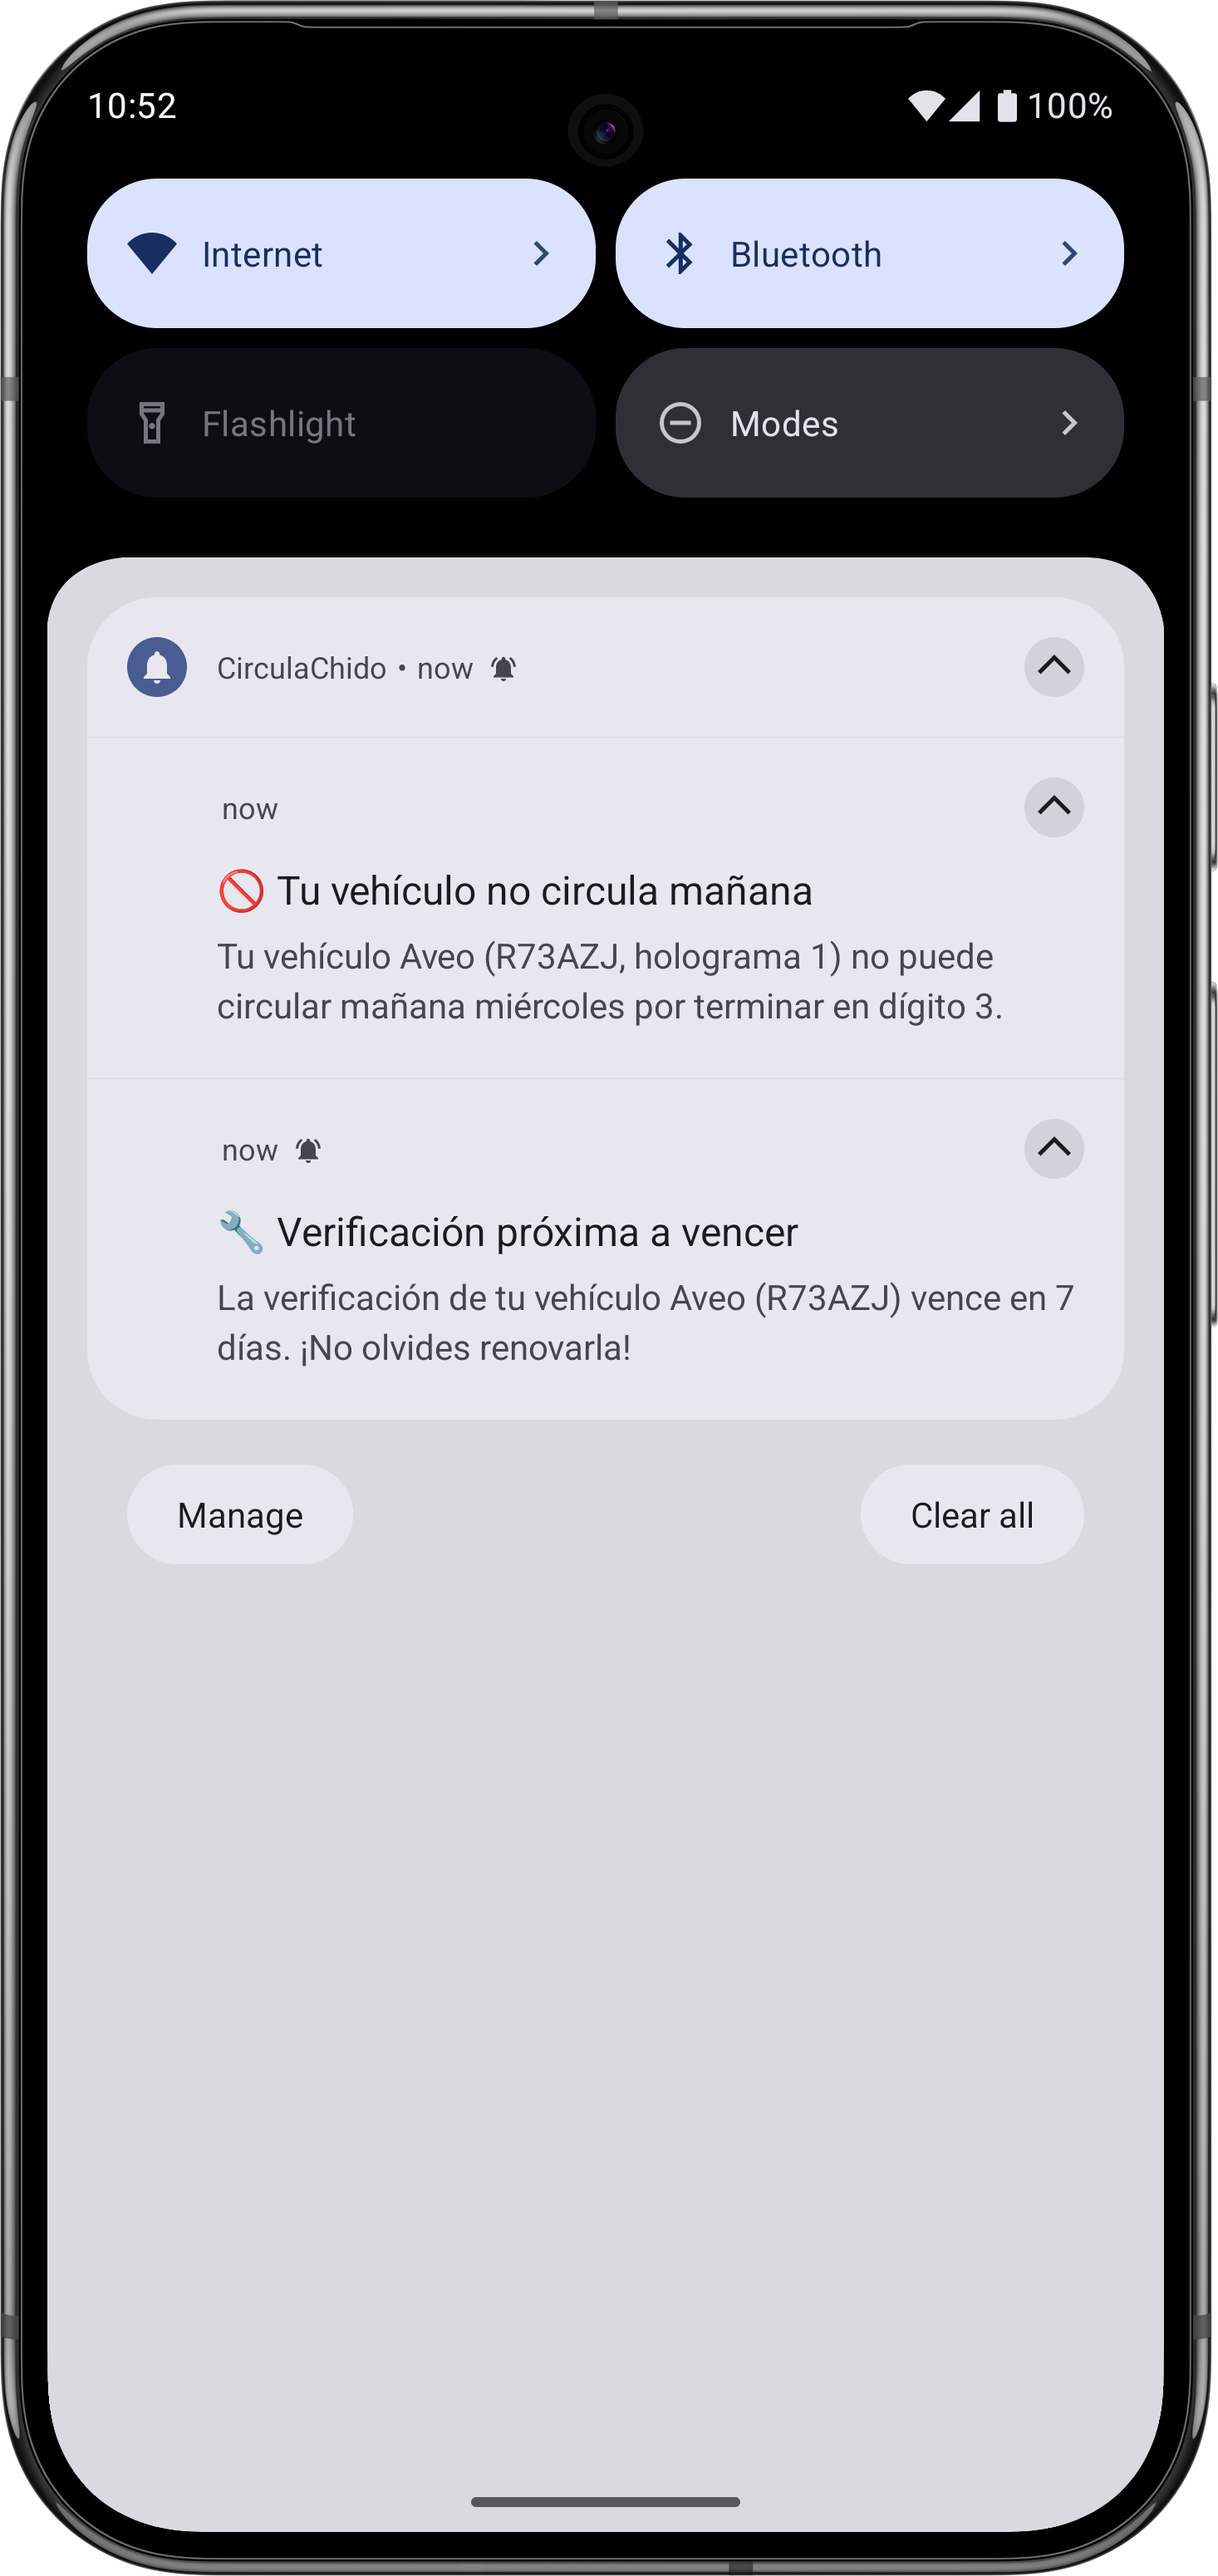 10:52 100%
Internet
Bluetooth
Flashlight
Modes
CirculaChido • now
now
🚫 Tu vehículo no circula mañana
Tu vehículo Aveo (R73AZJ, holograma 1) no puede
circular mañana miércoles por terminar en dígito 3.
now
🔧 Verificación próxima a vencer
La verificación de tu vehículo Aveo (R73AZJ) vence en 7
días. ¡No olvides renovarla!
Manage
Clear all